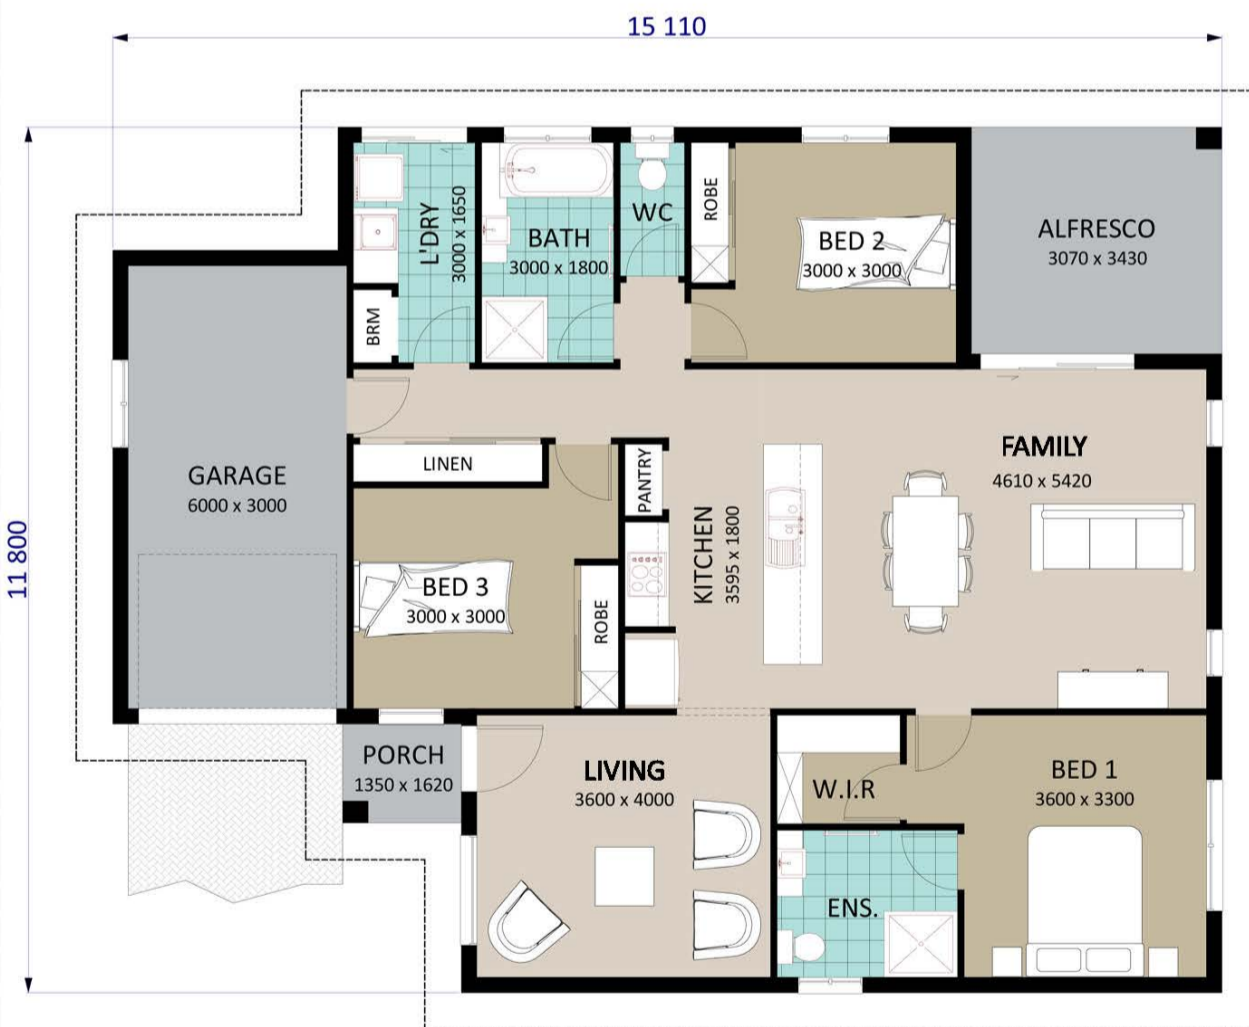 15 110
11 800
L'DRY
3000 x 1650
BATH
3000 x 1800
WC
ROBE
BED 2
3000 x 3000
ALFRESCO
3070 x 3430
BRM
GARAGE
6000 x 3000
LINEN
PANTRY
KITCHEN
3595 x 1800
FAMILY
4610 x 5420
BED 3
3000 x 3000
ROBE
PORCH
1350 x 1620
LIVING
3600 x 4000
W.I.R
BED 1
3600 x 3300
ENS.